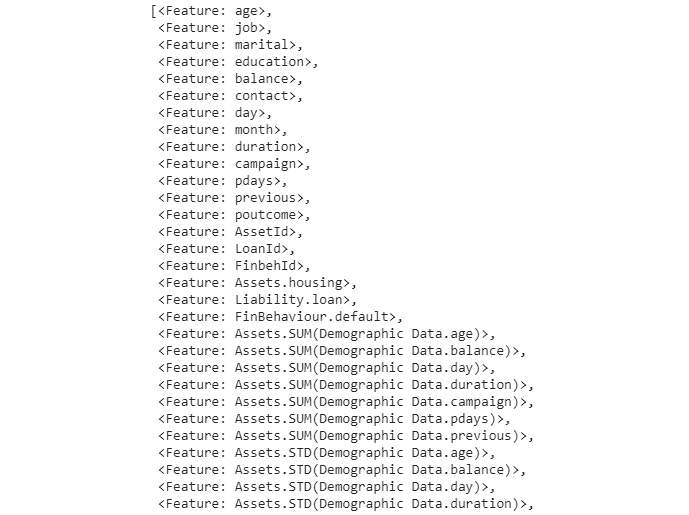 [<Feature: age>,
<Feature: job>,
<Feature: marital>,
<Feature: education>,
<Feature: balance>,
<Feature: contact>,
<Feature: day>,
<Feature: month>,
<Feature: duration>,
<Feature: campaign>,
<Feature: pdays>,
<Feature: previous>,
<Feature: poutcome>,
<Feature: AssetId>,
<Feature: LoanId>,
<Feature: FinbehId>,
<Feature: Assets.housing>,
<Feature: Liability.loan>,
<Feature: FinBehaviour.default>,
<Feature: Assets.SUM(Demographic Data.age)>,
<Feature: Assets.SUM(Demographic Data.balance)>,
<Feature: Assets.SUM(Demographic Data.day)>,
<Feature: Assets.SUM(Demographic Data.duration)>,
<Feature: Assets.SUM(Demographic Data.campaign)>,
<Feature: Assets.SUM(Demographic Data.pdays)>,
<Feature: Assets.SUM(Demographic Data.previous)>,
<Feature: Assets.STD(Demographic Data.age)>,
<Feature: Assets.STD(Demographic Data.balance)>,
<Feature: Assets.STD(Demographic Data.day)>,
<Feature: Assets.STD(Demographic Data.duration)>,